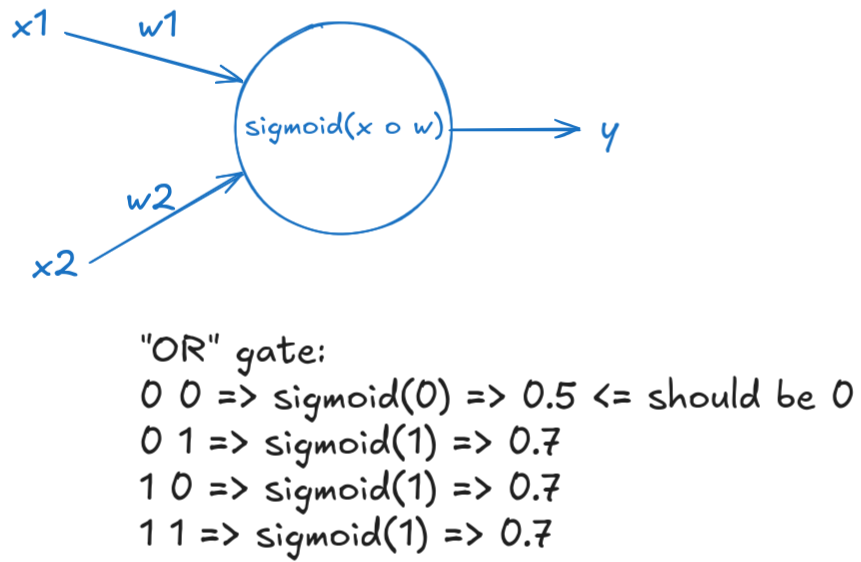 x1
w1
sigmoid(x o w)
y
w2
x2
"OR" gate:
0 0 => sigmoid(0) => 0.5 <= should be 0
0 1 => sigmoid(1) => 0.7
1 0 => sigmoid(1) => 0.7
1 1 => sigmoid(1) => 0.7